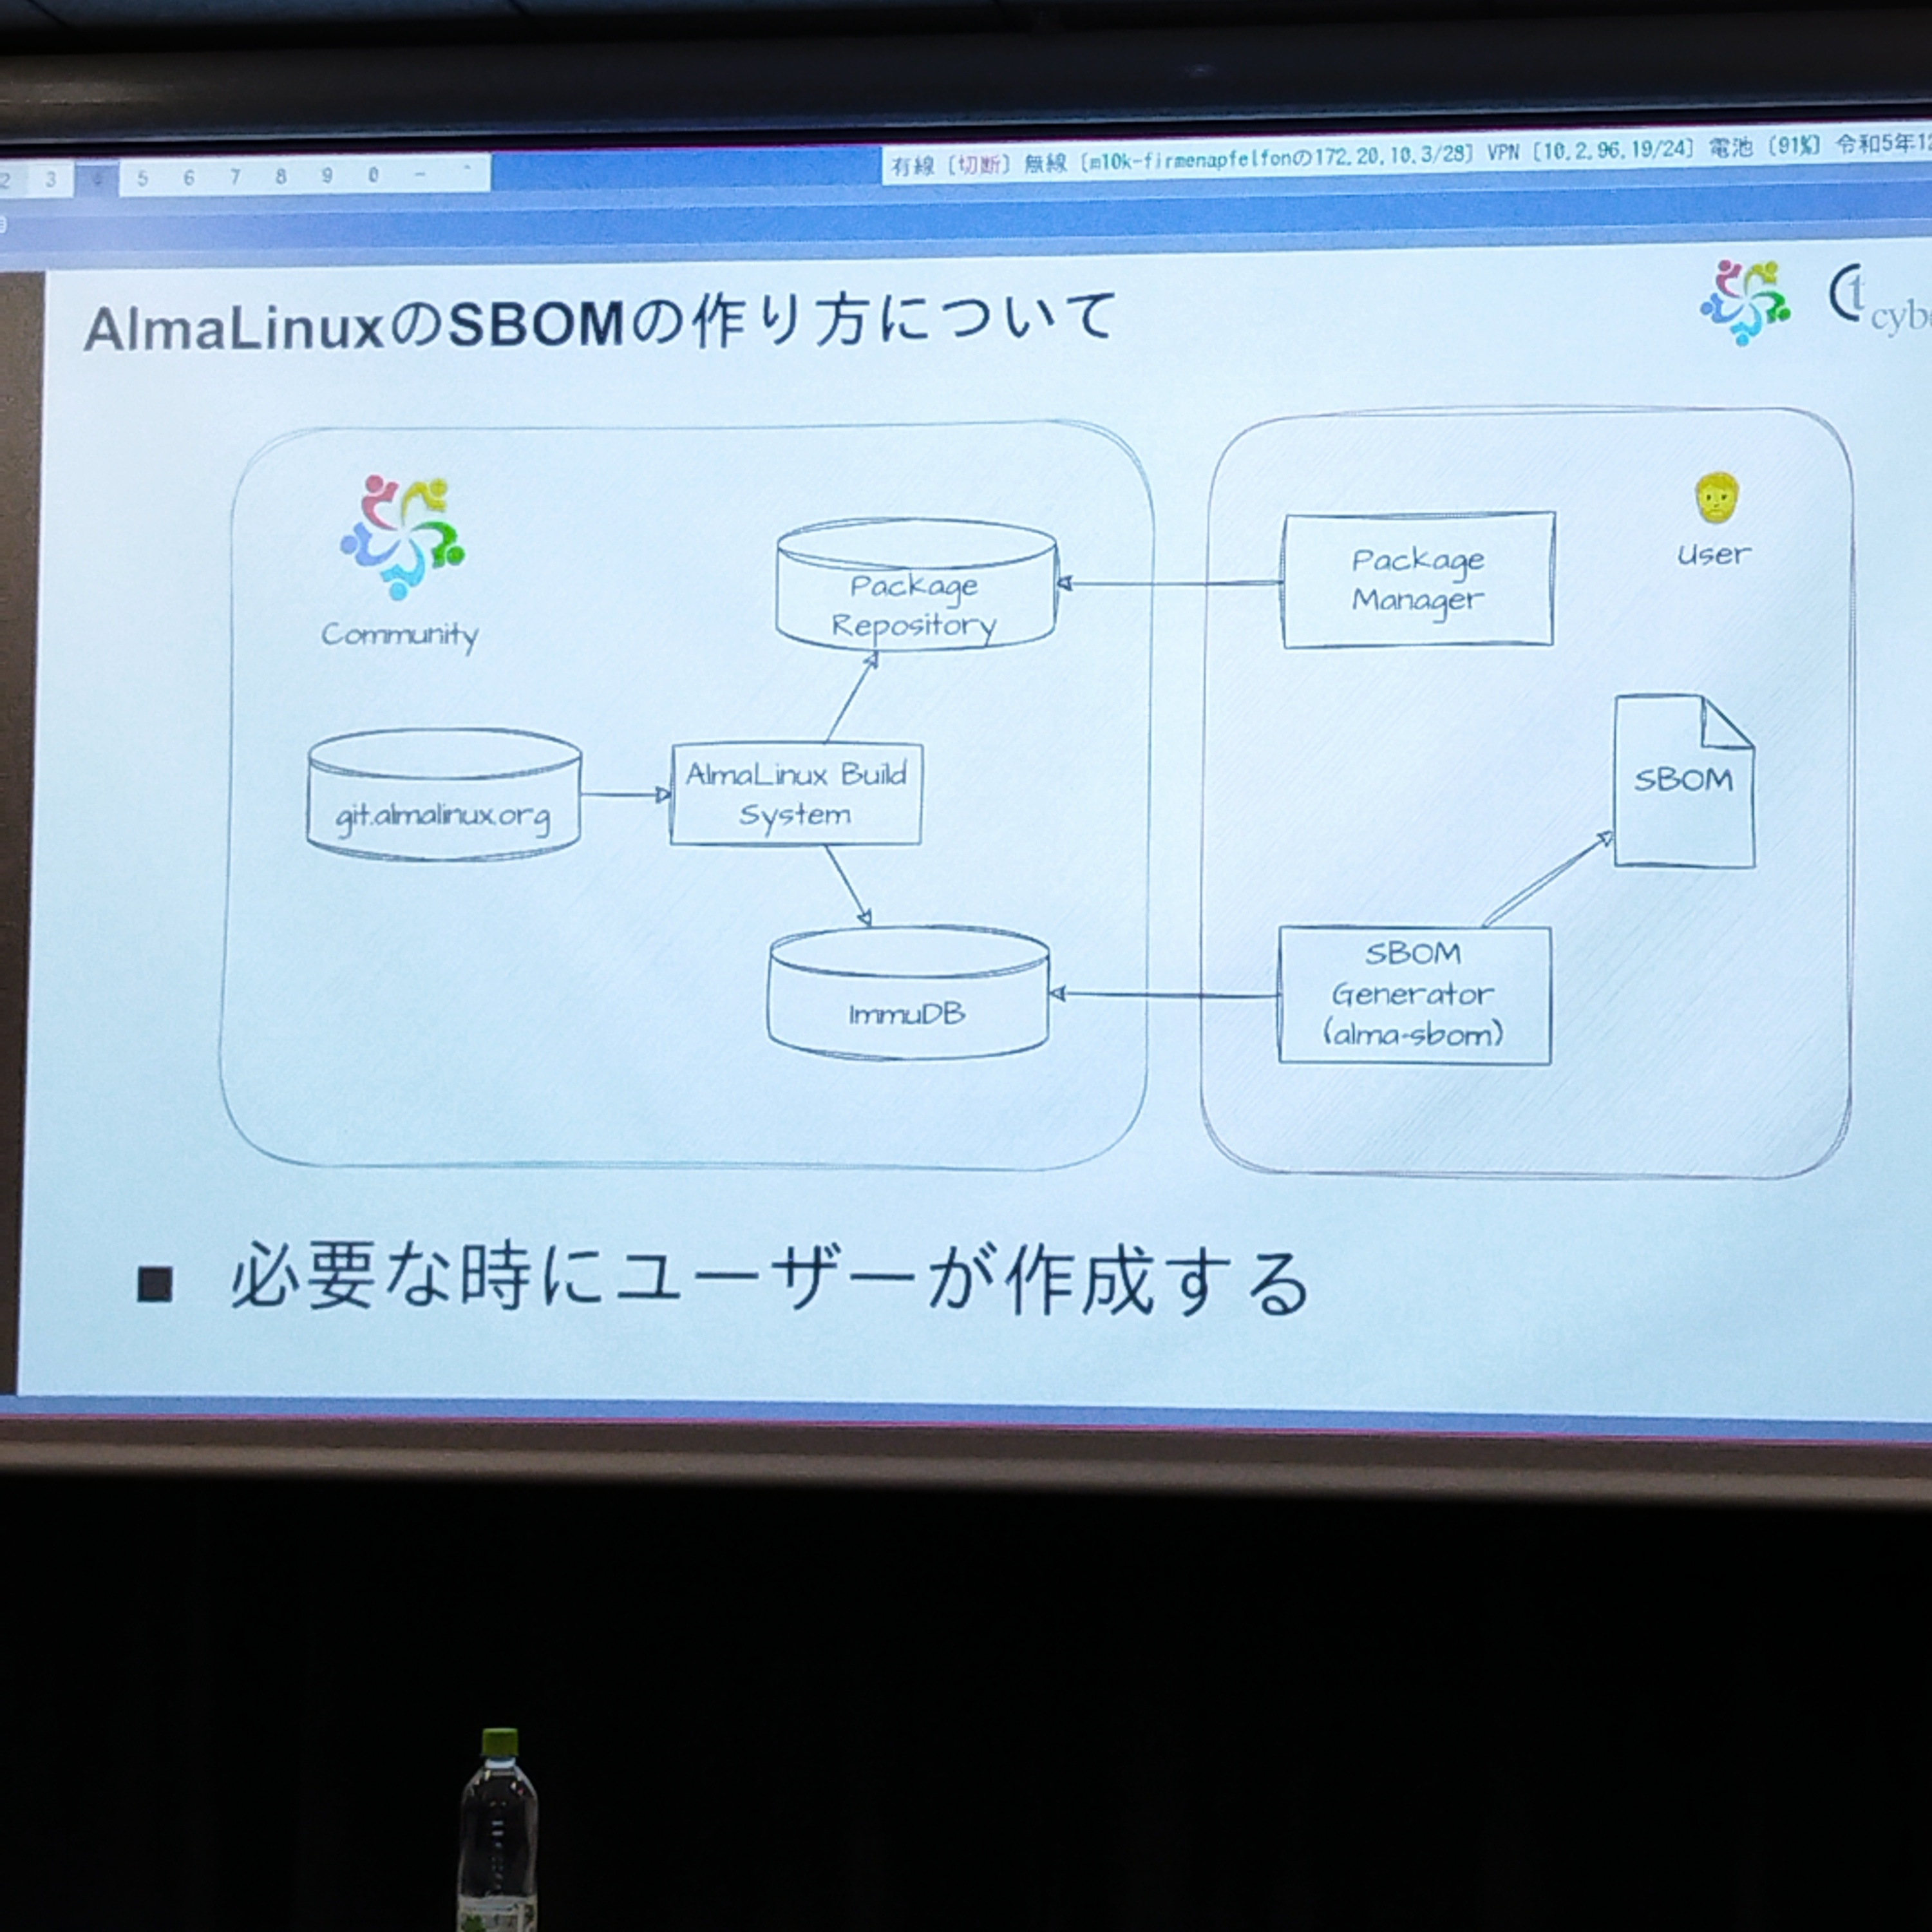 2 3 4 5 6 7 8 9 0 - ^
有線〔切断〕無線〔m10k-firmenapfelfonの172.20.10.3/28〕VPN〔10.2.96.19/24〕電池〔91%〕令和5年12
AlmaLinuxのSBOMの作り方について
cyb
Community
Package
Repository
Package
Manager
User
git.almalinux.org
AlmaLinux Build
System
SBOM
ImmuDB
SBOM
Generator
(alma-sbom)
■ 必要な時にユーザーが作成する